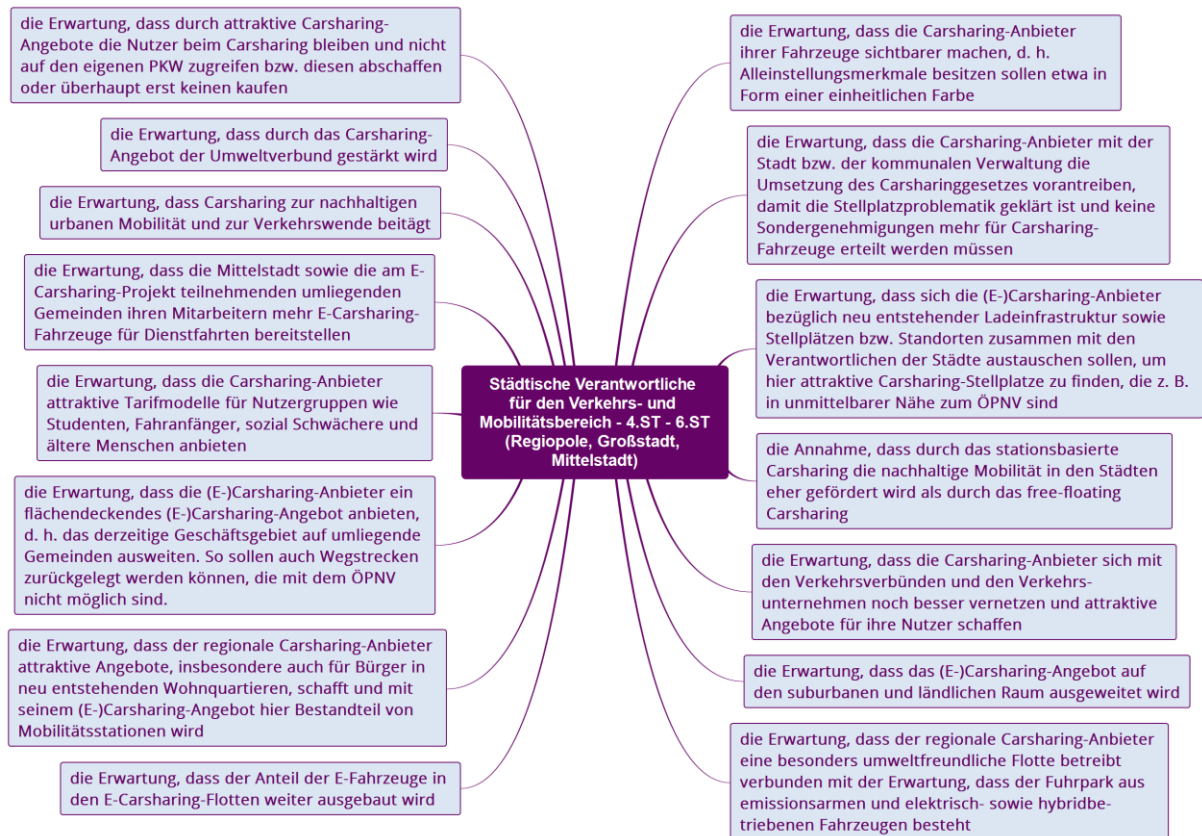 die Erwartung, dass durch attraktive Carsharing-
Angebote die Nutzer beim Carsharing bleiben und nicht
auf den eigenen PKW zugreifen bzw. diesen abschaffen
oder überhaupt erst keinen kaufen
die Erwartung, dass durch das Carsharing-
Angebot der Umweltverbund gestärkt wird
die Erwartung, dass Carsharing zur nachhaltigen
urbanen Mobilität und zur Verkehrswende beitägt
die Erwartung, dass die Mittelstadt sowie die am E-
Carsharing-Projekt teilnehmenden umliegenden
Gemeinden ihren Mitarbeitern mehr E-Carsharing-
Fahrzeuge für Dienstfahrten bereitstellen
die Erwartung, dass die Carsharing-Anbieter
attraktive Tarifmodelle für Nutzergruppen wie
Studenten, Fahranfänger, sozial Schwächere und
ältere Menschen anbieten
die Erwartung, dass die (E-)Carsharing-Anbieter ein
flächendeckendes (E-)Carsharing-Angebot anbieten,
d. h. das derzeitige Geschäftsgebiet auf umliegende
Gemeinden ausweiten. So sollen auch Wegstrecken
zurückgelegt werden können, die mit dem ÖPNV
nicht möglich sind.
die Erwartung, dass der regionale Carsharing-Anbieter
attraktive Angebote, insbesondere auch für Bürger in
neu entstehenden Wohnquartieren, schafft und mit
seinem (E-)Carsharing-Angebot hier Bestandteil von
Mobilitätsstationen wird
die Erwartung, dass der Anteil der E-Fahrzeuge in
den E-Carsharing-Flotten weiter ausgebaut wird
Städtische Verantwortliche
für den Verkehrs- und
Mobilitätsbereich - 4.ST - 6.ST
(Regiopole, Großstadt,
Mittelstadt)
die Erwartung, dass die Carsharing-Anbieter
ihrer Fahrzeuge sichtbarer machen, d. h.
Alleinstellungsmerkmale besitzen sollen etwa in
Form einer einheitlichen Farbe
die Erwartung, dass die Carsharing-Anbieter mit der
Stadt bzw. der kommunalen Verwaltung die
Umsetzung des Carsharinggesetzes vorantreiben,
damit die Stellplatzproblematik geklärt ist und keine
Sondergenehmigungen mehr für Carsharing-
Fahrzeuge erteilt werden müssen
die Erwartung, dass sich die (E-)Carsharing-Anbieter
bezüglich neu entstehender Ladeinfrastruktur sowie
Stellplätzen bzw. Standorten zusammen mit den
Verantwortlichen der Städte austauschen sollen, um
hier attraktive Carsharing-Stellplatze zu finden, die z. B.
in unmittelbarer Nähe zum ÖPNV sind
die Annahme, dass durch das stationsbasierte
Carsharing die nachhaltige Mobilität in den Städten
eher gefördert wird als durch das free-floating
Carsharing
die Erwartung, dass die Carsharing-Anbieter sich mit
den Verkehrsverbünden und den Verkehrs-
unternehmen noch besser vernetzen und attraktive
Angebote für ihre Nutzer schaffen
die Erwartung, dass das (E-)Carsharing-Angebot auf
den suburbanen und ländlichen Raum ausgeweitet wird
die Erwartung, dass der regionale Carsharing-Anbieter
eine besonders umweltfreundliche Flotte betreibt
verbunden mit der Erwartung, dass der Fuhrpark aus
emissionsarmen und elektrisch- sowie hybridbe-
triebenen Fahrzeugen besteht